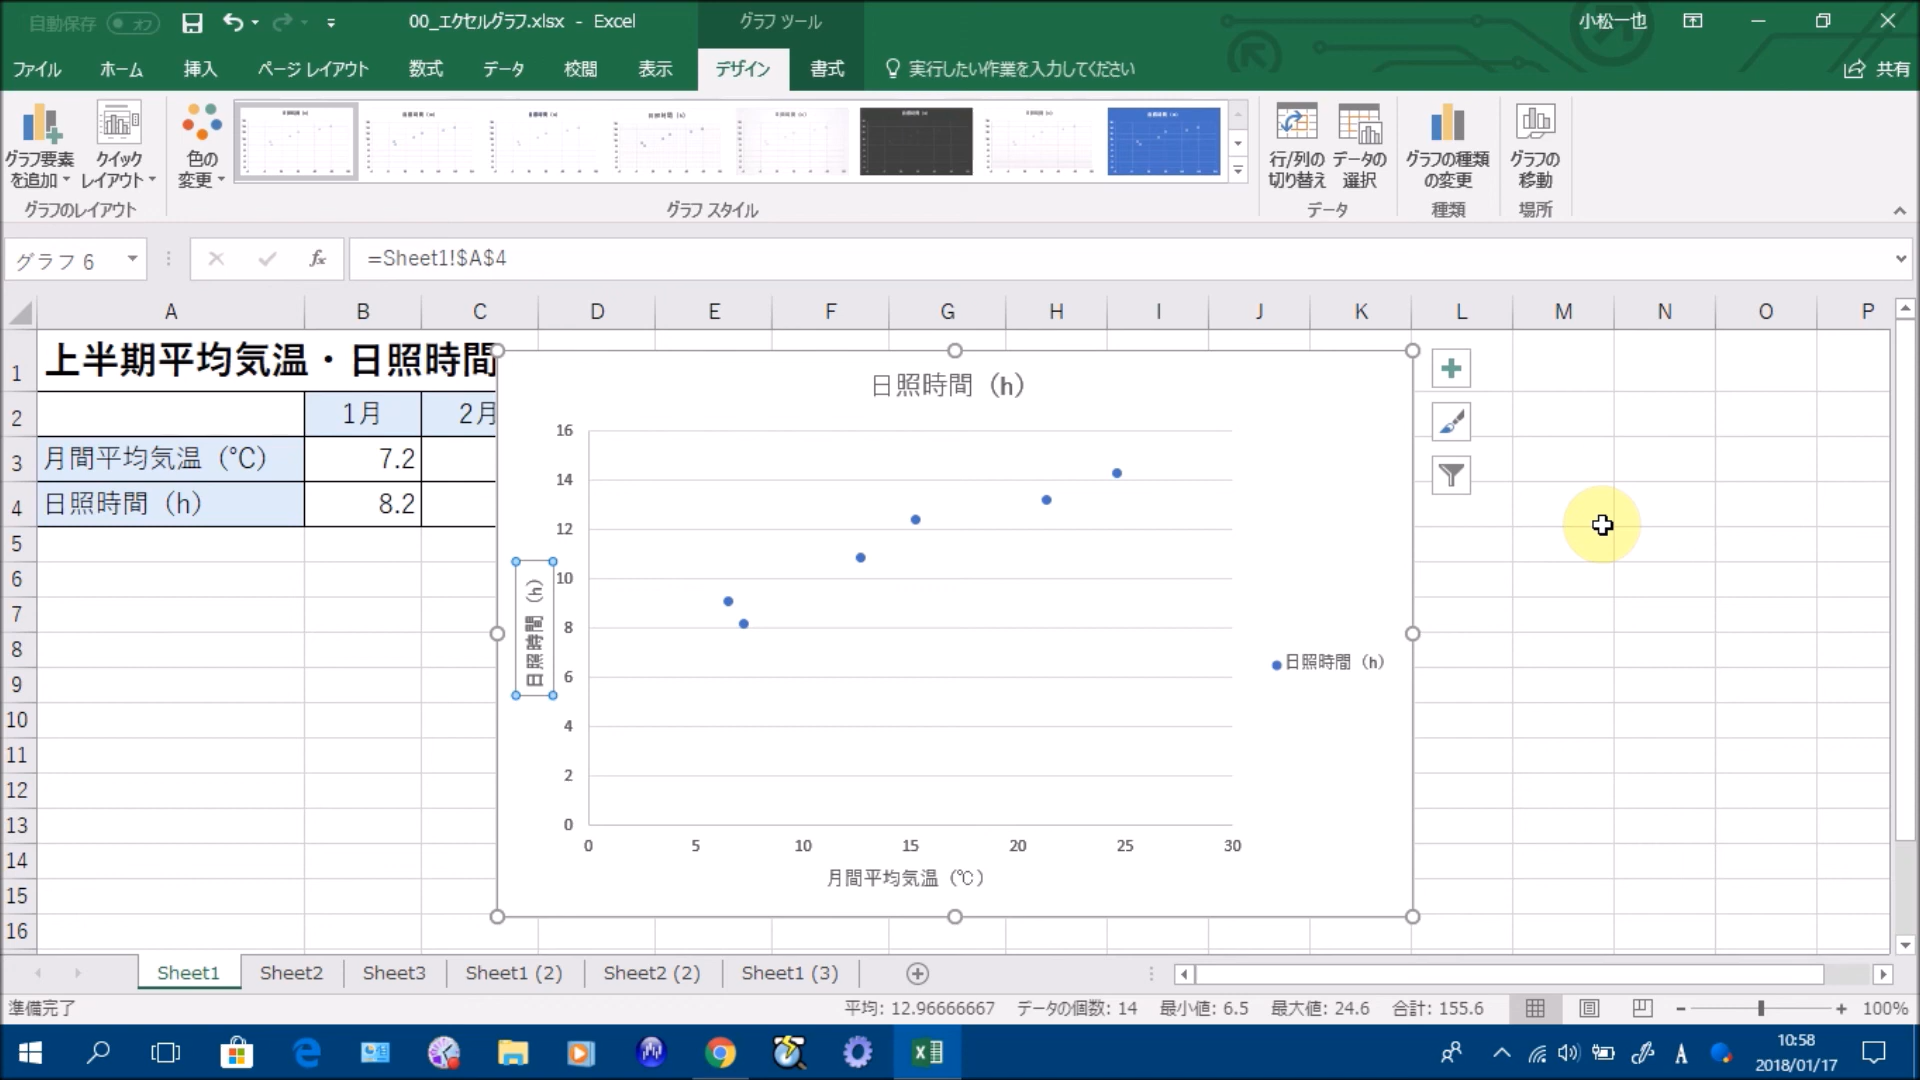 自動保存 オフ
00_エクセルグラフ.xlsx - Excel
グラフ ツール
小松一也
ファイル ホーム 挿入 ページ レイアウト 数式 データ 校閲 表示 デザイン 書式 実行したい作業を入力してください 共有
グラフ要素
を追加
クイック
レイアウト
色の
変更
行/列の
切り替え
データの
選択
グラフの種類
の変更
グラフの
移動
グラフのレイアウト グラフ スタイル データ 種類 場所
グラフ 6
fx
=Sheet1!$A$4
A B C D E F G H I J K L M N O P
1 上半期平均気温・日照時間
2 1月 2月
3 月間平均気温（℃） 7.2
4 日照時間（h） 8.2
5
6
7
8
9
10
11
12
13
14
15
16
日照時間（h）
16
14
12
10
8
6
4
2
0
日照時間（h）
0 5 10 15 20 25 30
月間平均気温（℃）
日照時間（h）
Sheet1 Sheet2 Sheet3 Sheet1 (2) Sheet2 (2) Sheet1 (3)
準備完了
平均: 12.96666667 データの個数: 14 最小値: 6.5 最大値: 24.6 合計: 155.6
100%
A
10:58
2018/01/17